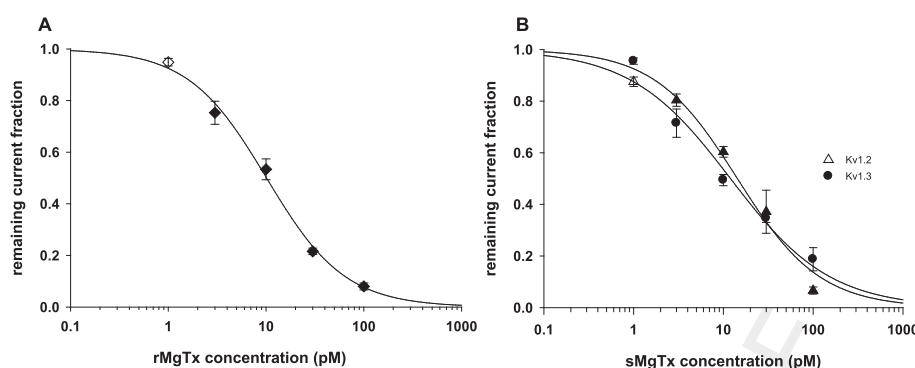 A
B
remaining current fraction
1.0
0.8
0.6
0.4
0.2
0.0
0.1
1
10
100
1000
rMgTx concentration (pM)
remaining current fraction
1.0
0.8
0.6
0.4
0.2
0.0
0.1
1
10
100
1000
sMgTx concentration (pM)
Kv1.2
Kv1.3